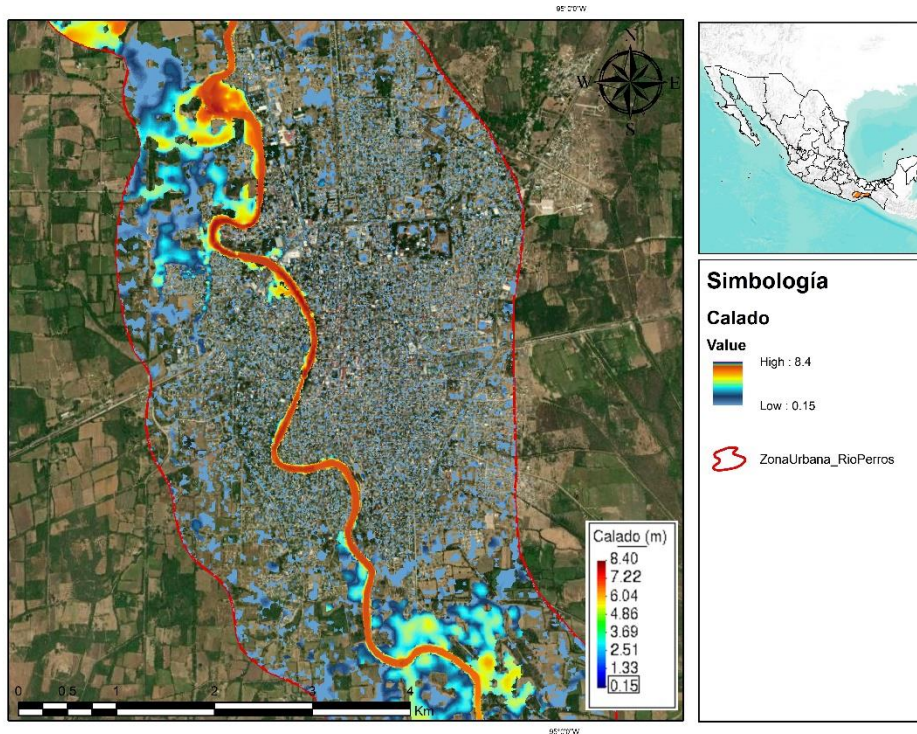 95°0'0"W
N
W E
S
Simbología
Calado
Value
High : 8.4
Low : 0.15
ZonaUrbana_RioPerros
Calado (m)
8.40
7.22
6.04
4.86
3.69
2.51
1.33
0.15
0 0.5 1 2 3 4
Km
95°0'0"W